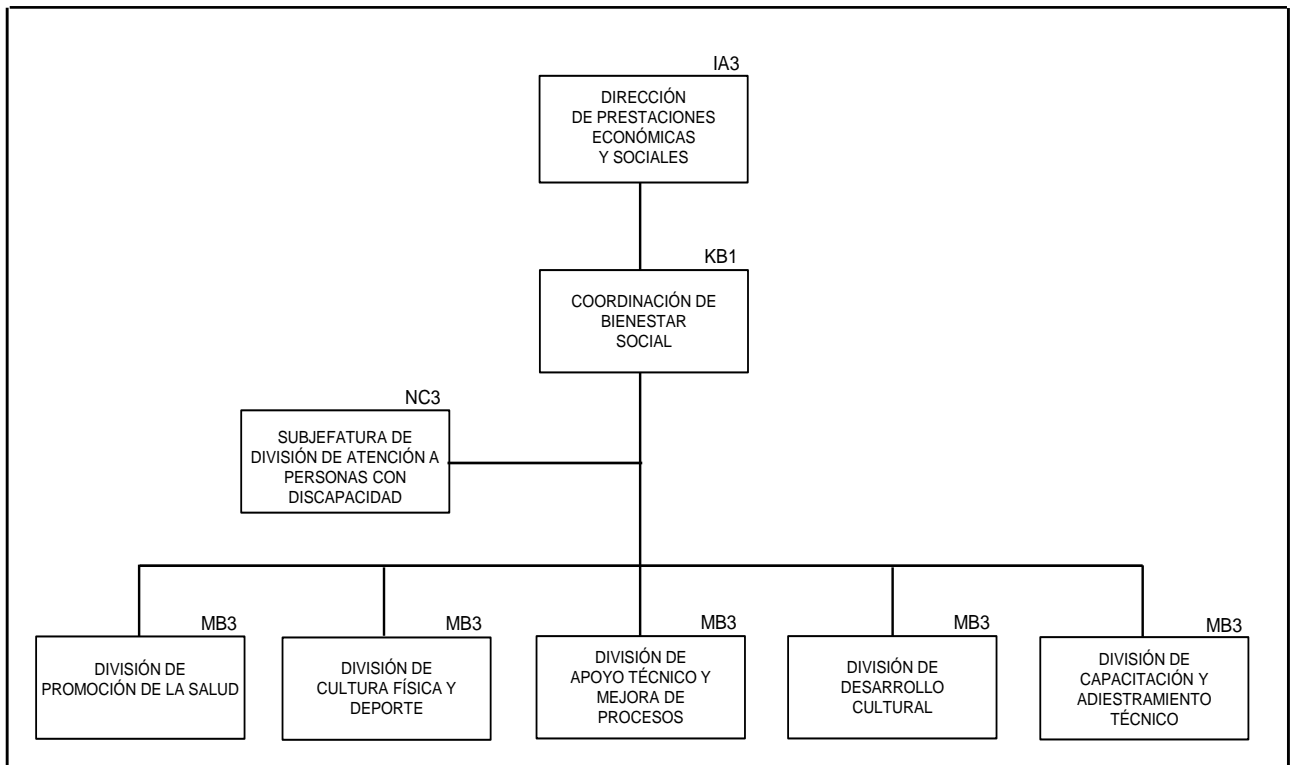 IA3
DIRECCIÓN
DE PRESTACIONES
ECONÓMICAS
Y SOCIALES
KB1
COORDINACIÓN DE
BIENESTAR
SOCIAL
NC3
SUBJEFATURA DE
DIVISIÓN DE ATENCIÓN A
PERSONAS CON
DISCAPACIDAD
MB3
DIVISIÓN DE
PROMOCIÓN DE LA SALUD
MB3
DIVISIÓN DE
CULTURA FÍSICA Y
DEPORTE
MB3
DIVISIÓN DE
APOYO TÉCNICO Y
MEJORA DE
PROCESOS
MB3
DIVISIÓN DE
DESARROLLO
CULTURAL
MB3
DIVISIÓN DE
CAPACITACIÓN Y
ADIESTRAMIENTO
TÉCNICO